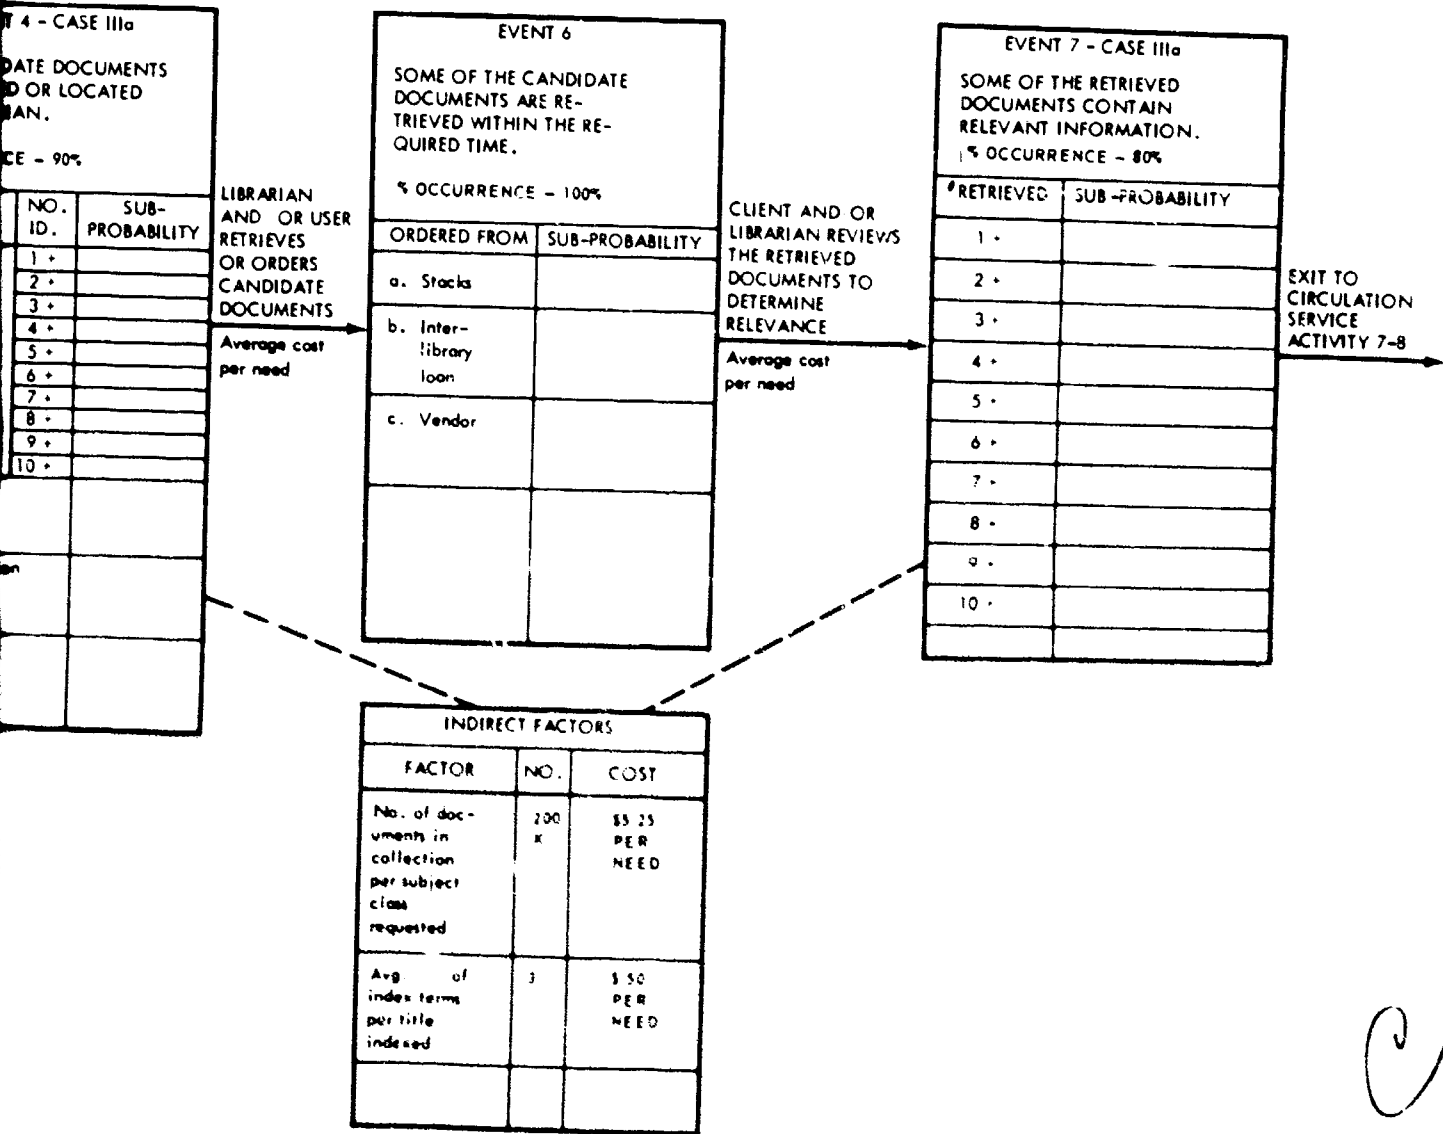 T 4 - CASE IIIa
DATE DOCUMENTS
D OR LOCATED
IAN.
CE - 90%
NO.
ID.
SUB-
PROBABILITY
1 +
2 +
3 +
4 +
5 +
6 +
7 +
8 +
9 +
10 +
LIBRARIAN
AND OR USER
RETRIEVES
OR ORDERS
CANDIDATE
DOCUMENTS
Average cost
per need
EVENT 6
SOME OF THE CANDIDATE
DOCUMENTS ARE RE-
TRIEVED WITHIN THE RE-
QUIRED TIME.
% OCCURRENCE - 100%
ORDERED FROM SUB-PROBABILITY
a. Stacks
b. Inter-
library
loan
c. Vendor
CLIENT AND OR
LIBRARIAN REVIEWS
THE RETRIEVED
DOCUMENTS TO
DETERMINE
RELEVANCE
Average cost
per need
EVENT 7 - CASE IIIa
SOME OF THE RETRIEVED
DOCUMENTS CONTAIN
RELEVANT INFORMATION.
% OCCURRENCE - 80%
RETRIEVED SUB-PROBABILITY
1 +
2 +
3 +
4 +
5 +
6 +
7 +
8 +
9 +
10 +
EXIT TO
CIRCULATION
SERVICE
ACTIVITY 7-8
INDIRECT FACTORS
FACTOR NO. COST
No. of doc-
uments in
collection
per subject
class
requested
200
K
$5.25
PER
NEED
Avg. of
index terms
per title
indexed
3
$.50
PER
NEED